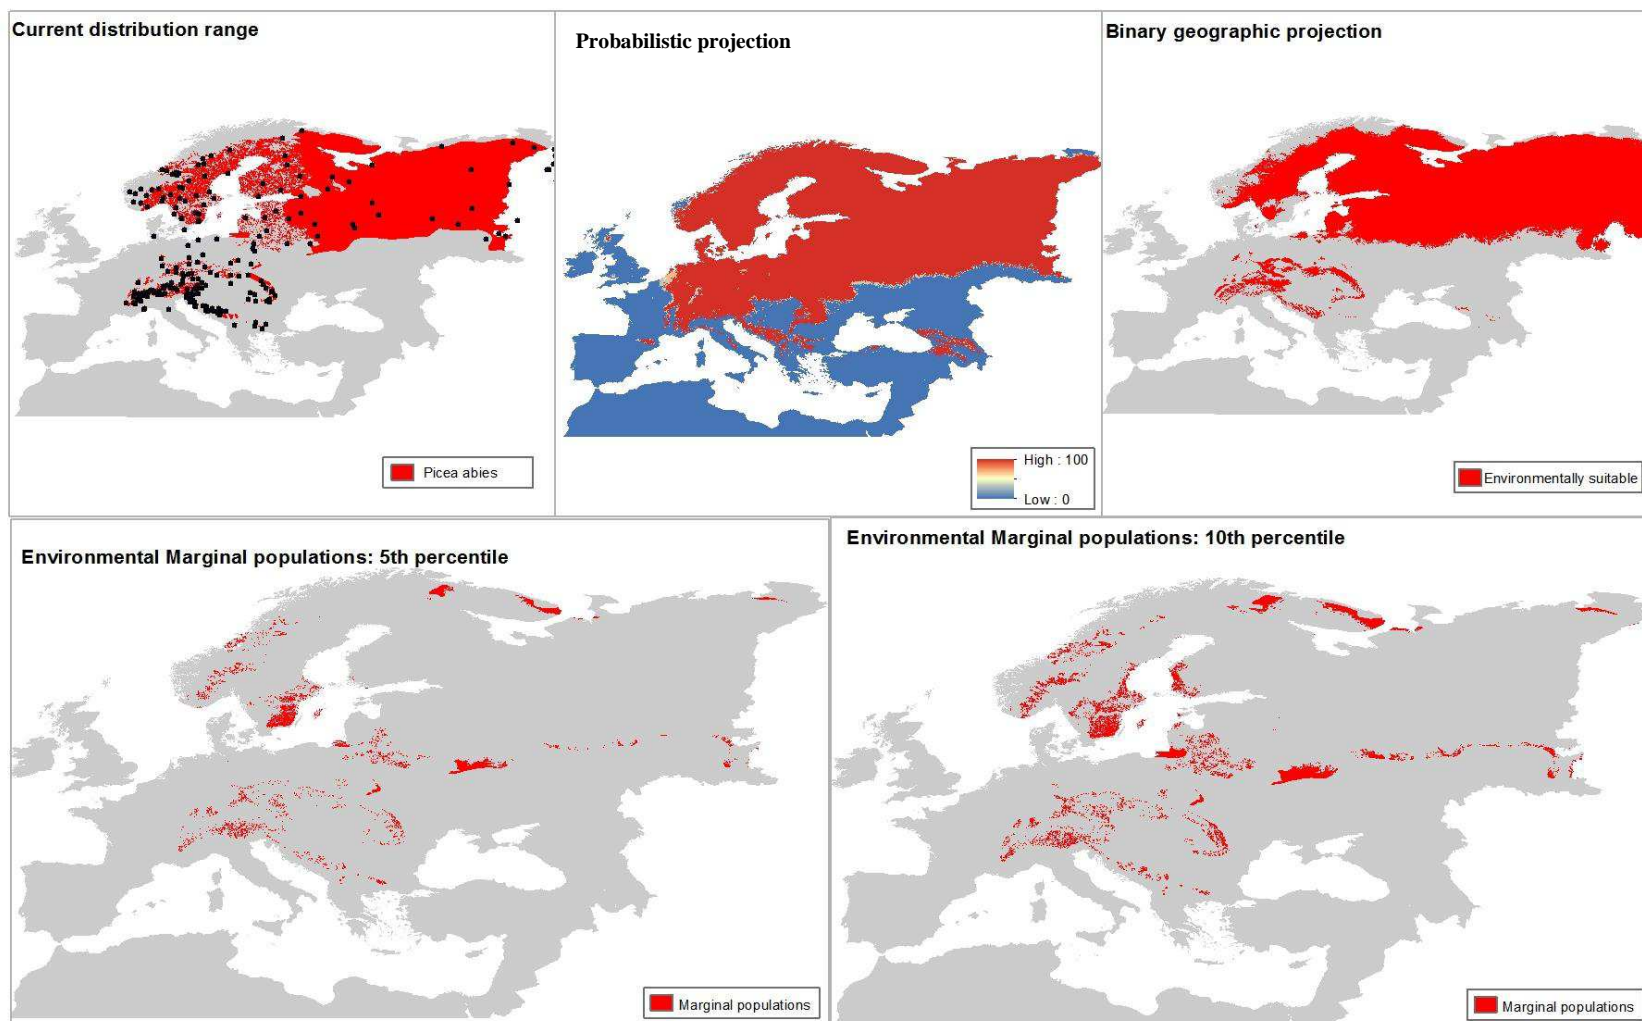 Current distribution range
Probabilistic projection
Binary geographic projection
Picea abies
High : 100
Low : 0
Environmentally suitable
Environmental Marginal populations: 5th percentile
Environmental Marginal populations: 10th percentile
Marginal populations
Marginal populations